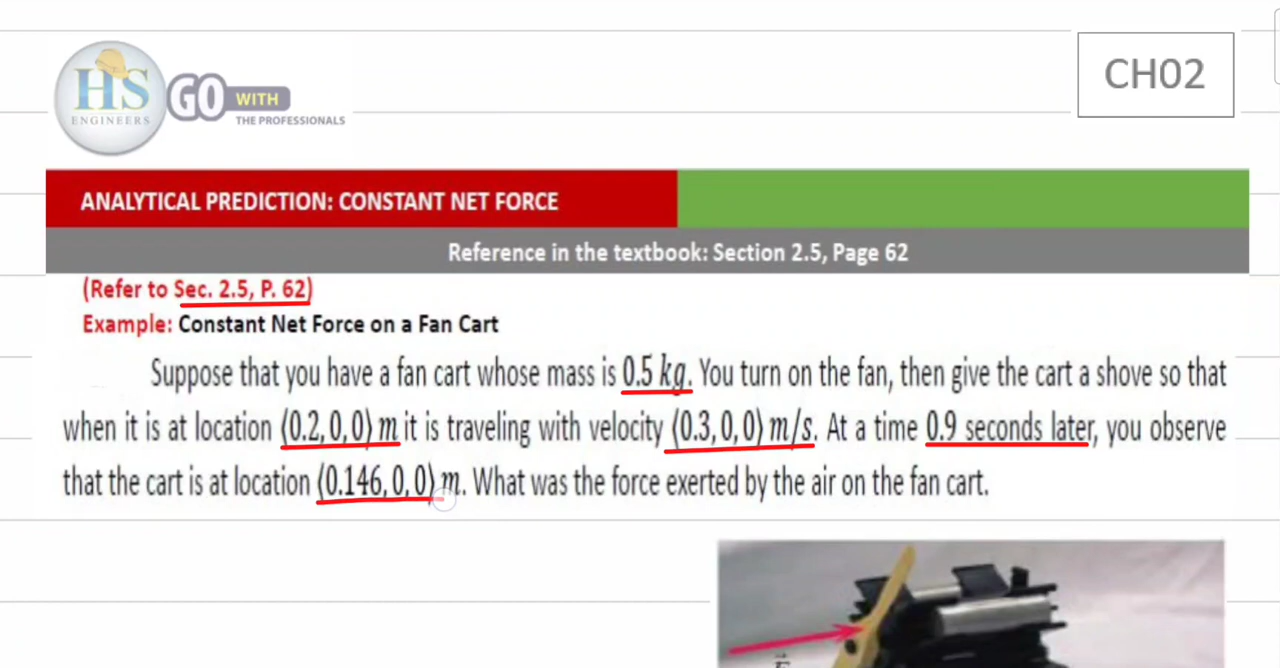 HS
ENGINEERS
GO WITH
THE PROFESSIONALS
CH02
ANALYTICAL PREDICTION: CONSTANT NET FORCE
Reference in the textbook: Section 2.5, Page 62
(Refer to Sec. 2.5, P. 62)
Example: Constant Net Force on a Fan Cart
Suppose that you have a fan cart whose mass is 0.5 kg. You turn on the fan, then give the cart a shove so that
when it is at location ⟨0.2,0,0⟩ m it is traveling with velocity ⟨0.3,0,0⟩ m/s. At a time 0.9 seconds later, you observe
that the cart is at location ⟨0.146,0,0⟩ m. What was the force exerted by the air on the fan cart.